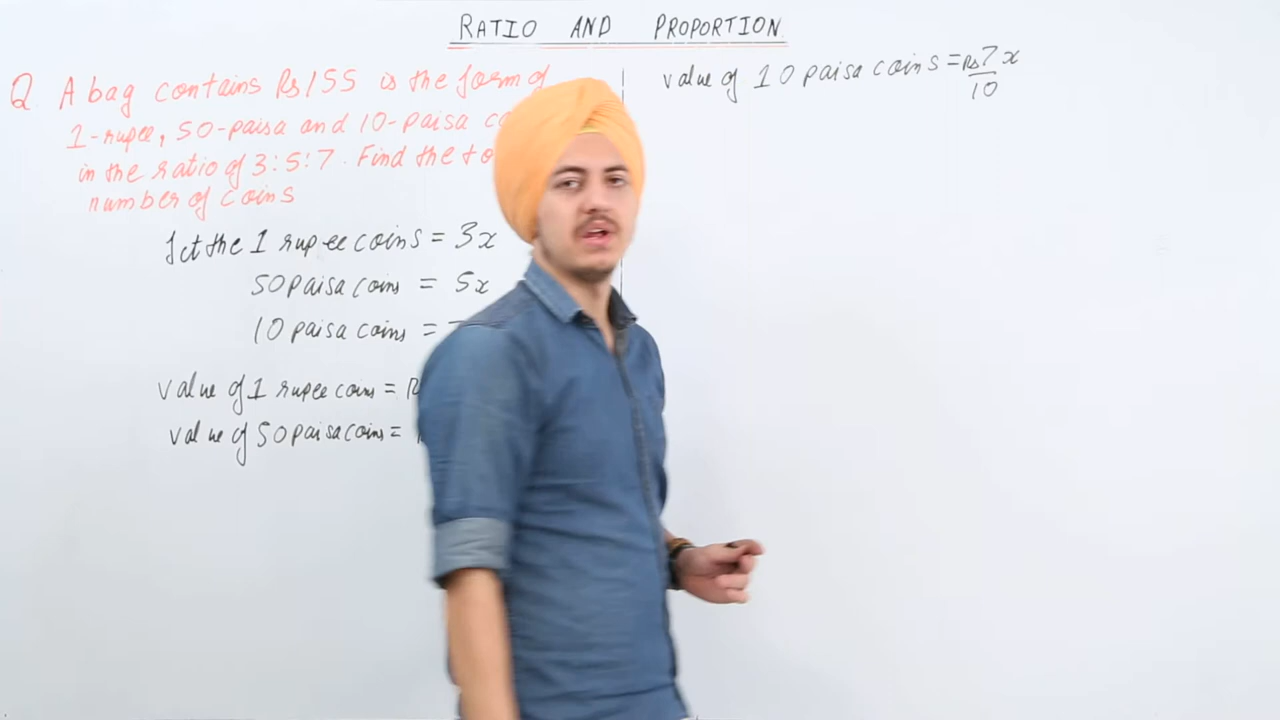 RATIO AND PROPORTION
Q A bag contains Rs 155 is the form of
1-rupee, 50-paisa and 10-paisa
in the ratio of 3:5:7. Find the
number of coins
Let the 1 rupee coins = 3x
50 paisa coins = 5x
10 paisa coins =
value of 1 rupee coins =
value of 50 paisa coins =
value of 10 paisa coins = Rs 7x
10